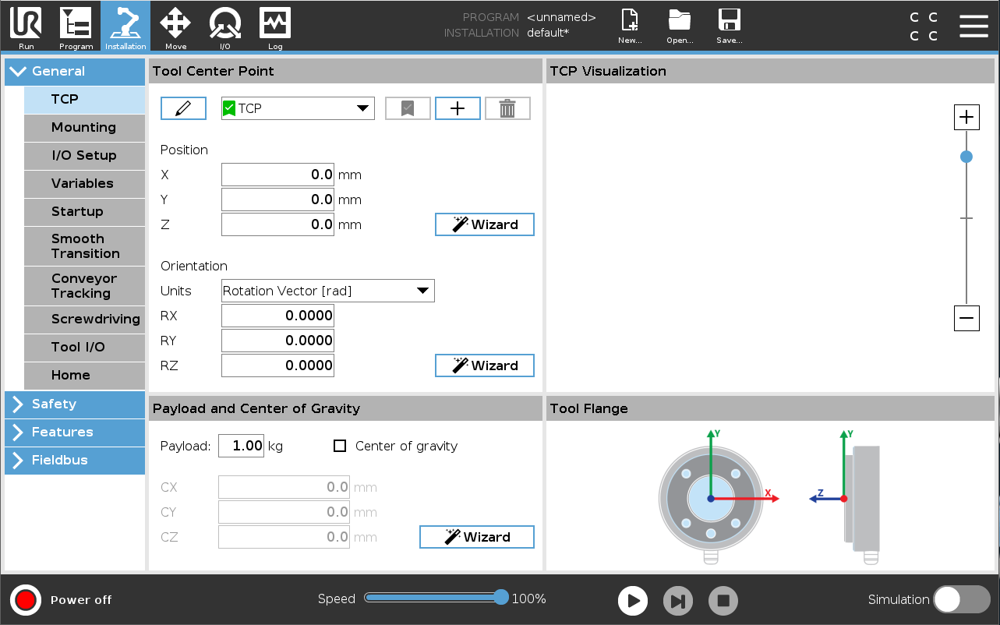 PROGRAM <unnamed>
INSTALLATION default*
UR
Run Program Installation Move I/O Log
New... Open... Save...
C C
C C
General
TCP
Mounting
I/O Setup
Variables
Startup
Smooth
Transition
Conveyor
Tracking
Screwdriving
Tool I/O
Home
Safety
Features
Fieldbus
Tool Center Point
TCP
Position
X 0.0 mm
Y 0.0 mm
Z 0.0 mm Wizard
Orientation
Units Rotation Vector [rad]
RX 0.0000
RY 0.0000
RZ 0.0000 Wizard
TCP Visualization
Payload and Center of Gravity
Payload: 1.00 kg Center of gravity
CX 0.0 mm
CY 0.0 mm
CZ 0.0 mm Wizard
Tool Flange
Y Y
X Z
Power off
Speed 100%
Simulation